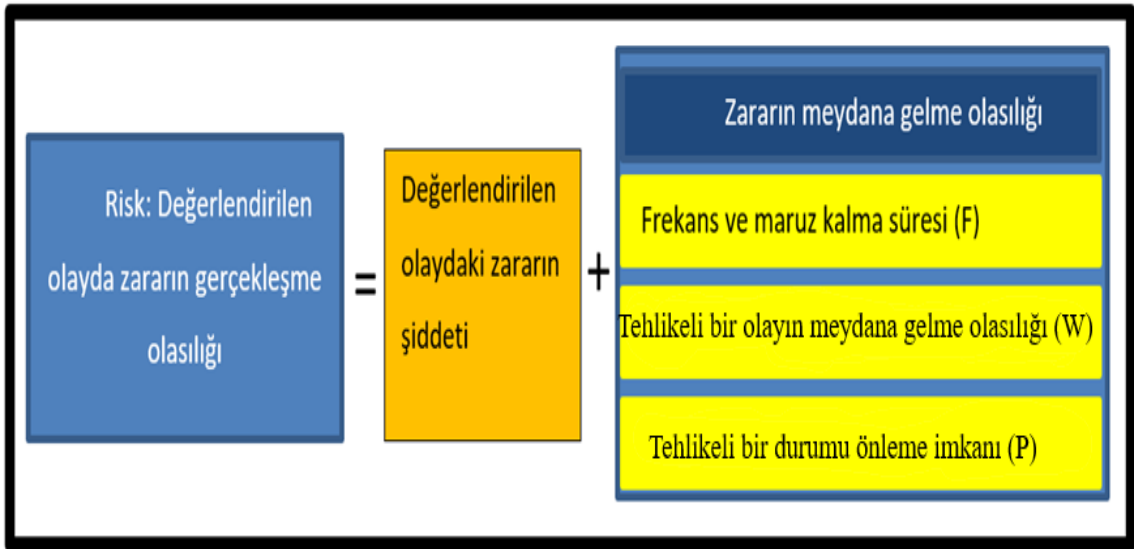 Risk: Değerlendirilen
olayda zararın gerçekleşme
olasılığı
=
Değerlendirilen
olaydaki zararın
şiddeti
+
Zararın meydana gelme olasılığı
Frekans ve maruz kalma süresi (F)
Tehlikeli bir olayın meydana gelme olasılığı (W)
Tehlikeli bir durumu önleme imkanı (P)